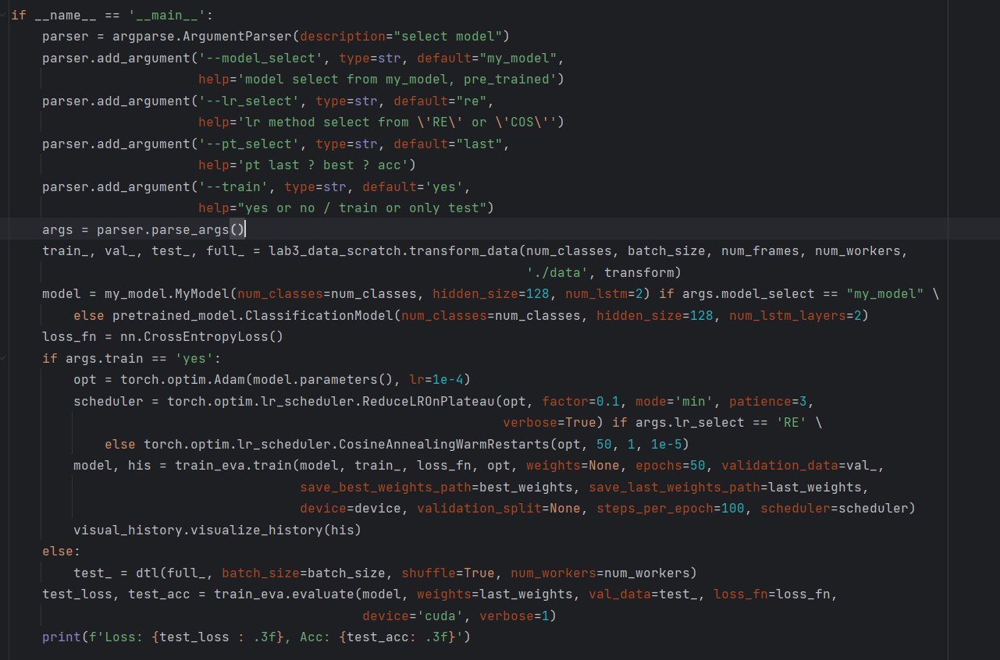 if __name__ == '__main__':
    parser = argparse.ArgumentParser(description="select model")
    parser.add_argument('--model_select', type=str, default="my_model",
                        help='model select from my_model, pre_trained')
    parser.add_argument('--lr_select', type=str, default="re",
                        help='lr method select from \'RE\' or \'COS\'')
    parser.add_argument('--pt_select', type=str, default="last",
                        help='pt last ? best ? acc')
    parser.add_argument('--train', type=str, default='yes',
                        help="yes or no / train or only test")
    args = parser.parse_args()
    train_, val_, test_, full_ = lab3_data_scratch.transform_data(num_classes, batch_size, num_frames, num_workers,
                                                                  './data', transform)
    model = my_model.MyModel(num_classes=num_classes, hidden_size=128, num_lstm=2) if args.model_select == "my_model" \
        else pretrained_model.ClassificationModel(num_classes=num_classes, hidden_size=128, num_lstm_layers=2)
    loss_fn = nn.CrossEntropyLoss()
    if args.train == 'yes':
        opt = torch.optim.Adam(model.parameters(), lr=1e-4)
        scheduler = torch.optim.lr_scheduler.ReduceLROnPlateau(opt, factor=0.1, mode='min', patience=3,
                                                               verbose=True) if args.lr_select == 'RE' \
            else torch.optim.lr_scheduler.CosineAnnealingWarmRestarts(opt, 50, 1, 1e-5)
        model, his = train_eva.train(model, train_, loss_fn, opt, weights=None, epochs=50, validation_data=val_,
                                     save_best_weights_path=best_weights, save_last_weights_path=last_weights,
                                     device=device, validation_split=None, steps_per_epoch=100, scheduler=scheduler)
        visual_history.visualize_history(his)
    else:
        test_ = dtl(full_, batch_size=batch_size, shuffle=True, num_workers=num_workers)
    test_loss, test_acc = train_eva.evaluate(model, weights=last_weights, val_data=test_, loss_fn=loss_fn,
                                             device='cuda', verbose=1)
    print(f'Loss: {test_loss : .3f}, Acc: {test_acc: .3f}')